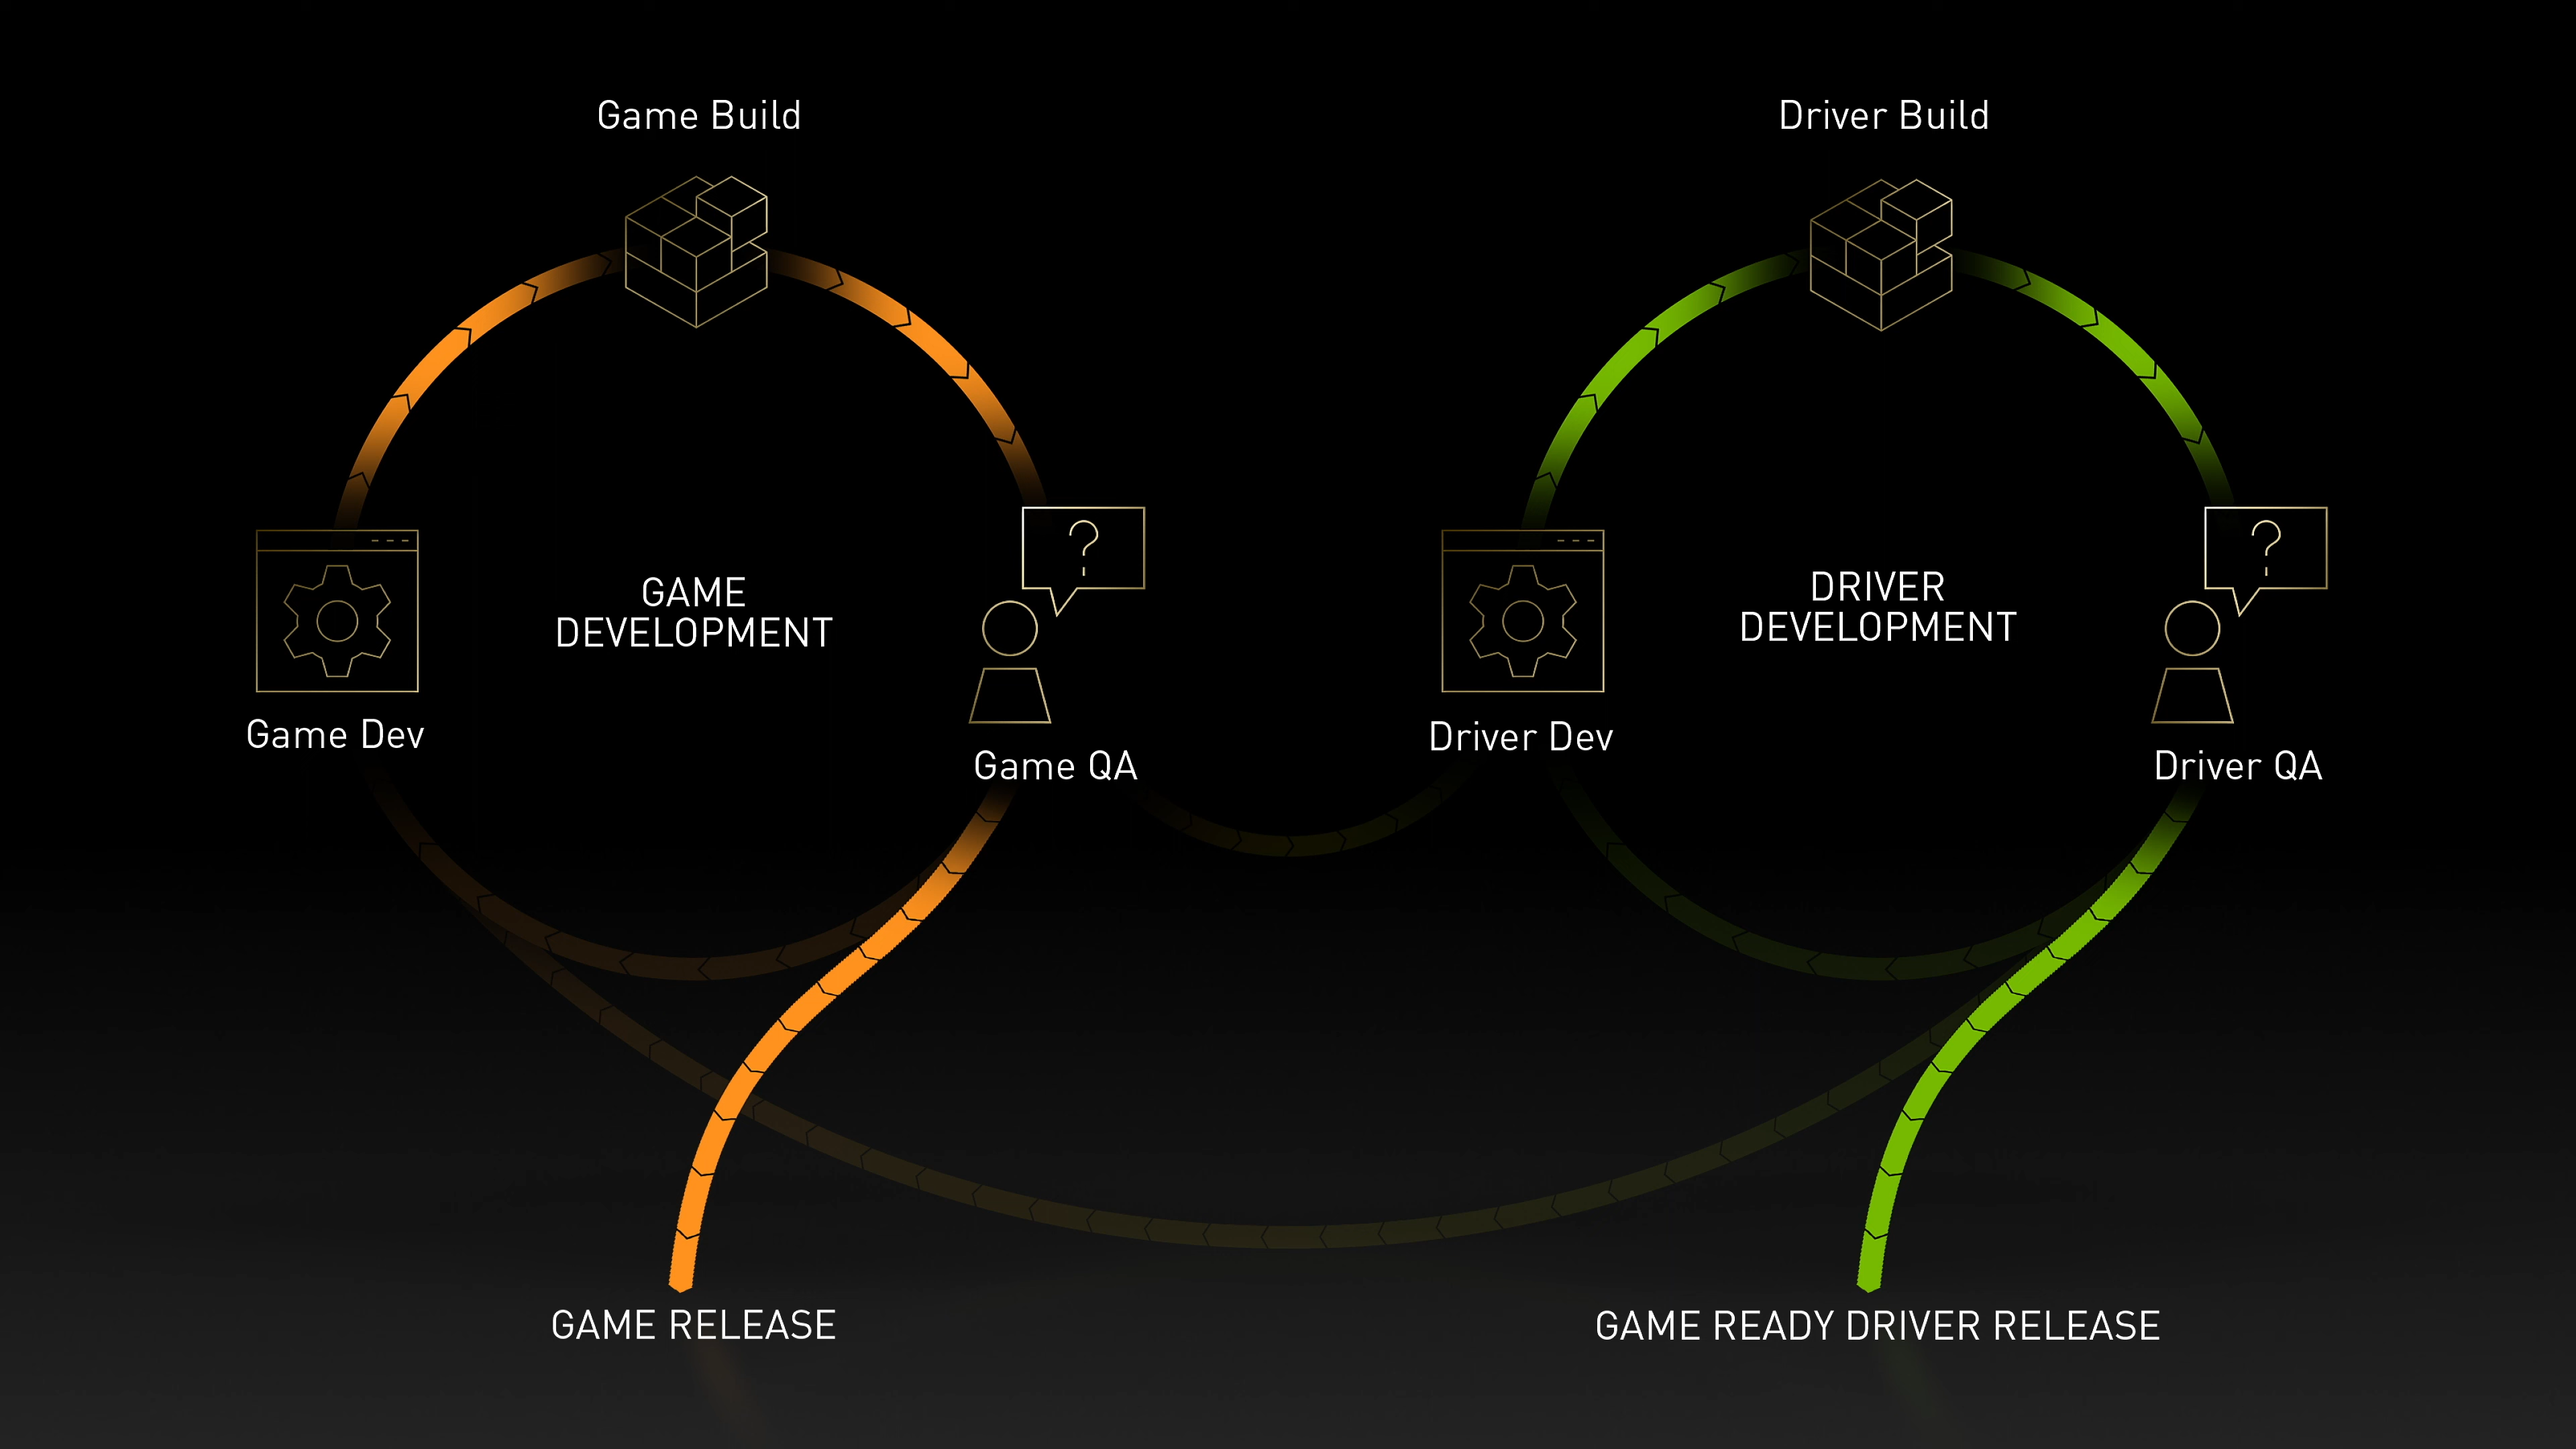 Game Build
Driver Build
?
?
GAME
DEVELOPMENT
DRIVER
DEVELOPMENT
Game Dev
Game QA
Driver Dev
Driver QA
GAME RELEASE
GAME READY DRIVER RELEASE